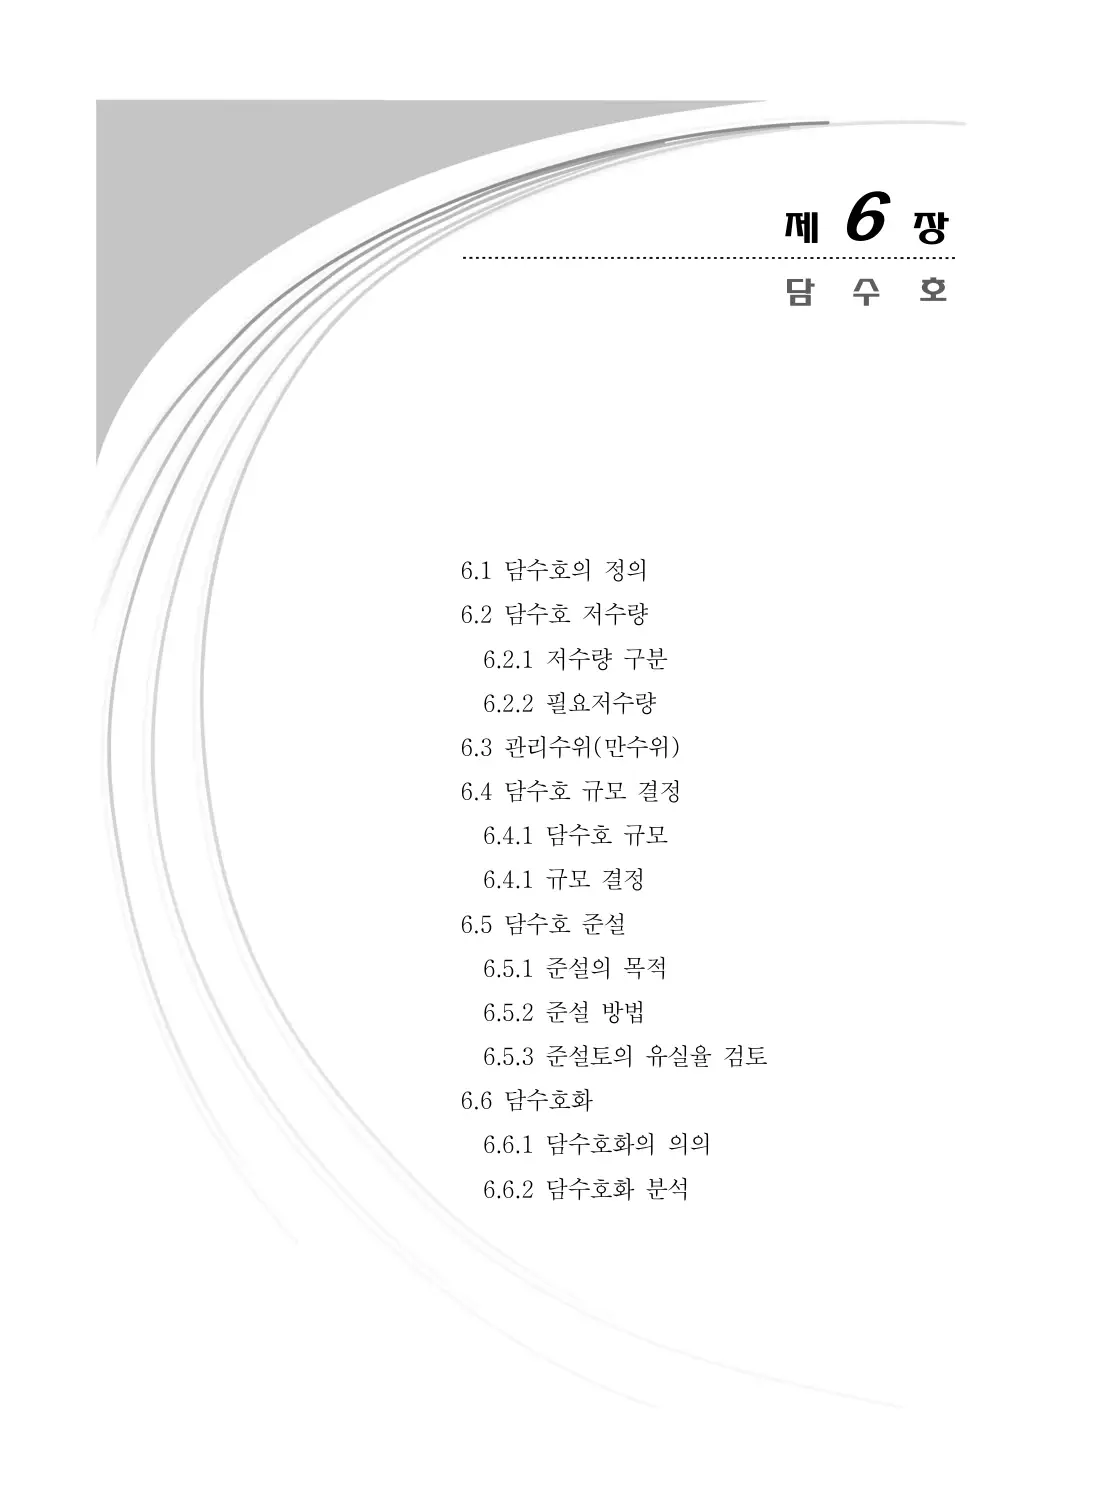 제 6 장
담 수 호
6.1 담수호의 정의
6.2 담수호 저수량
6.2.1 저수량 구분
6.2.2 필요저수량
6.3 관리수위(만수위)
6.4 담수호 규모 결정
6.4.1 담수호 규모
6.4.1 규모 결정
6.5 담수호 준설
6.5.1 준설의 목적
6.5.2 준설 방법
6.5.3 준설토의 유실율 검토
6.6 담수호화
6.6.1 담수호화의 의의
6.6.2 담수호화 분석